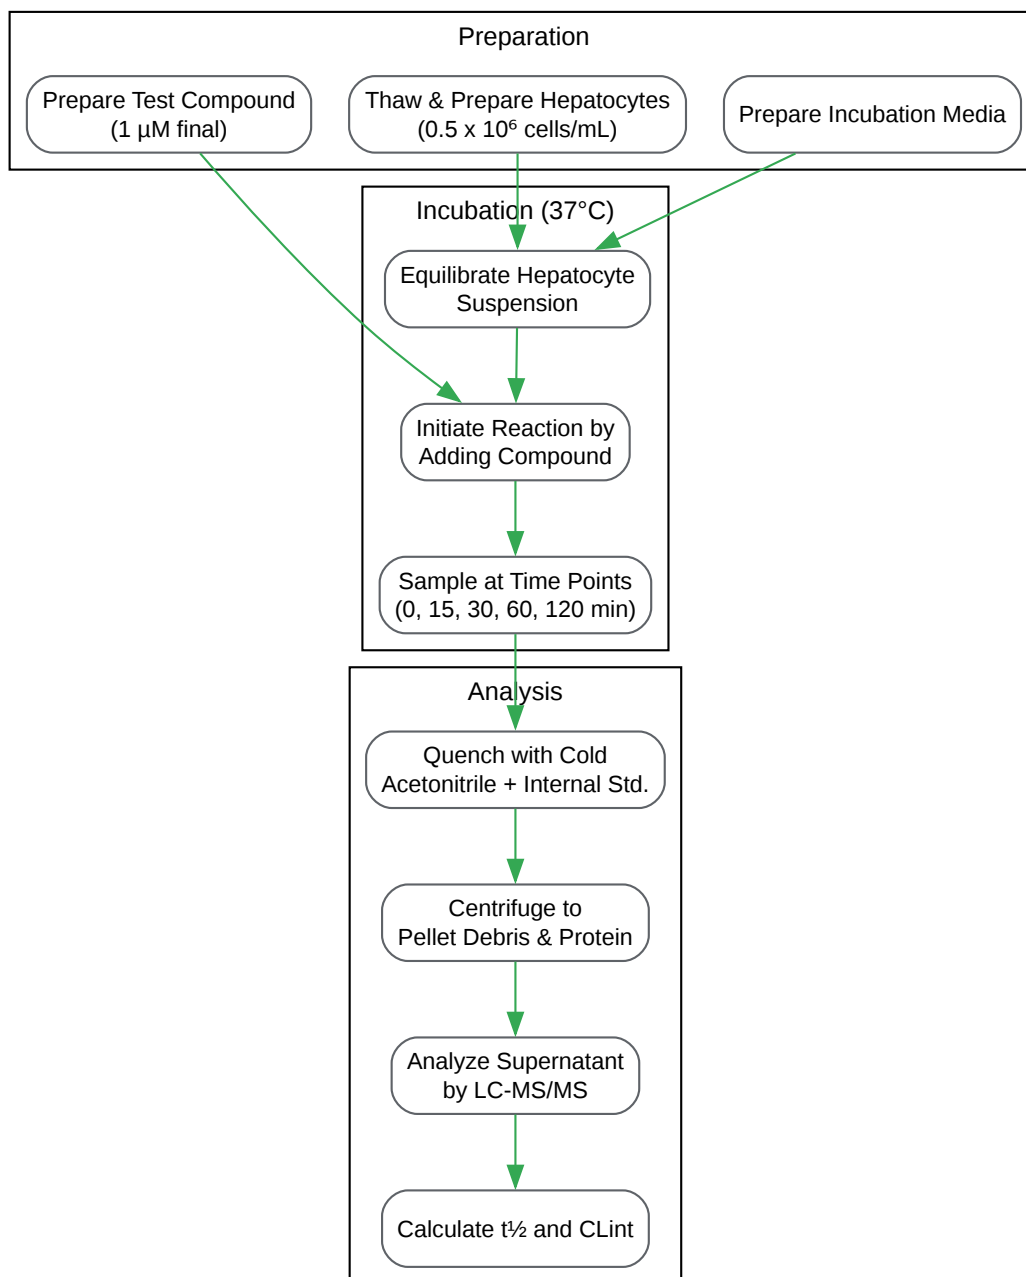 Preparation
Prepare Test Compound
(1 µM final)
Thaw & Prepare Hepatocytes
(0.5 x 10⁶ cells/mL)
Prepare Incubation Media
Incubation (37°C)
Equilibrate Hepatocyte
Suspension
Initiate Reaction by
Adding Compound
Sample at Time Points
(0, 15, 30, 60, 120 min)
Analysis
Quench with Cold
Acetonitrile + Internal Std.
Centrifuge to
Pellet Debris & Protein
Analyze Supernatant
by LC-MS/MS
Calculate t½ and CLint